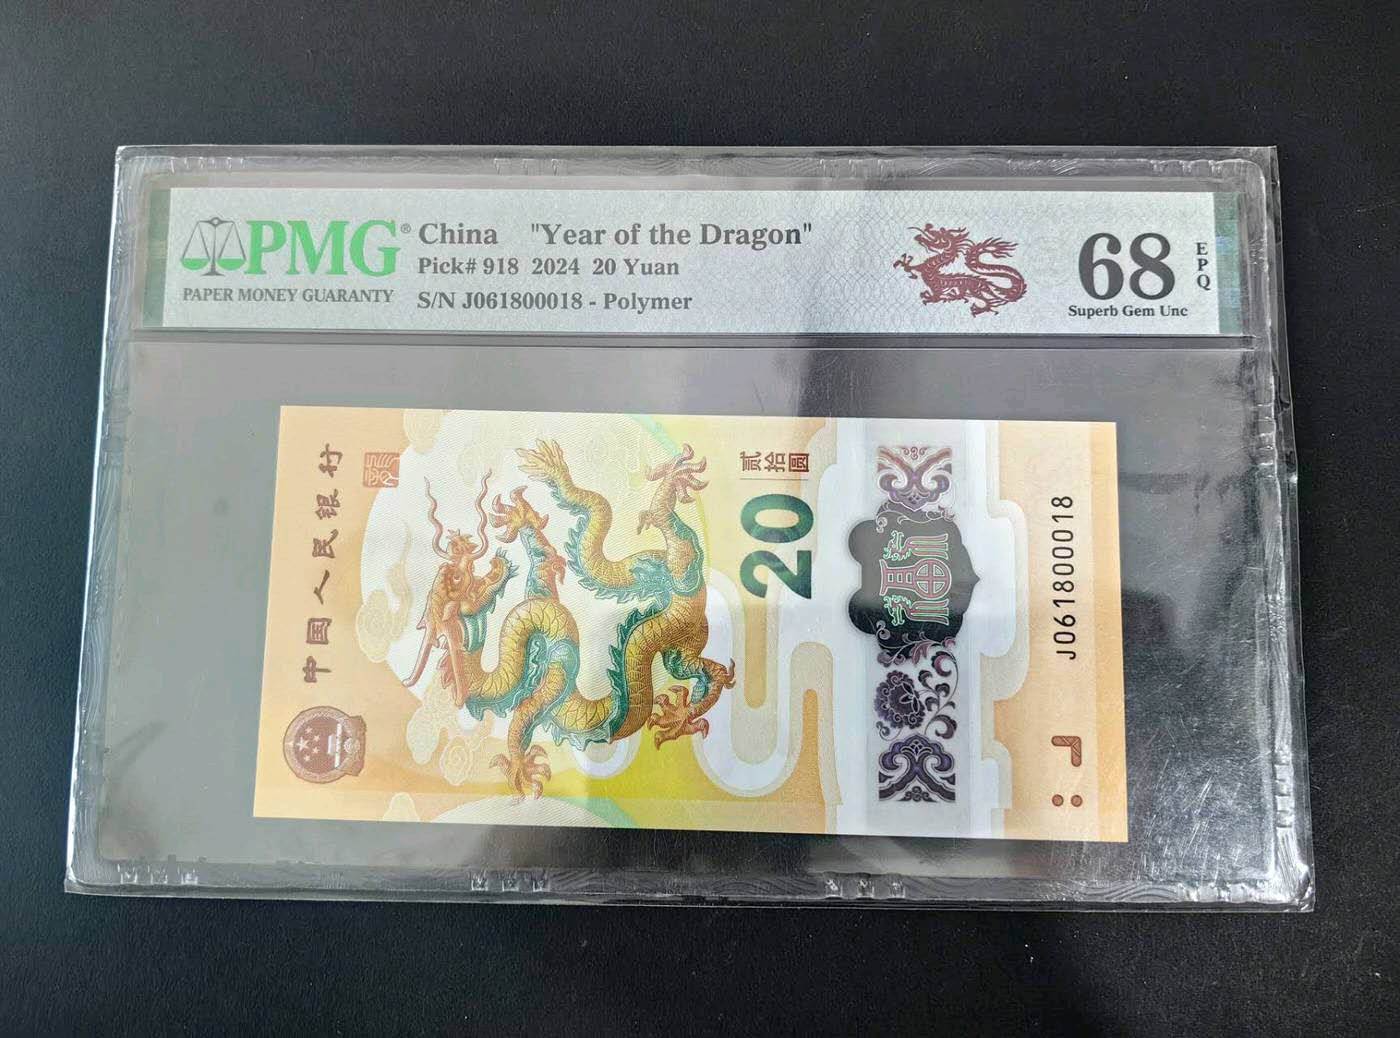 PMG®
PAPER MONEY GUARANTY
China "Year of the Dragon"
Pick# 918 2024 20 Yuan
S/N J061800018 - Polymer
68
EPQ
Superb Gem Unc
中国人民银行
贰拾圆
20
福
J061800018